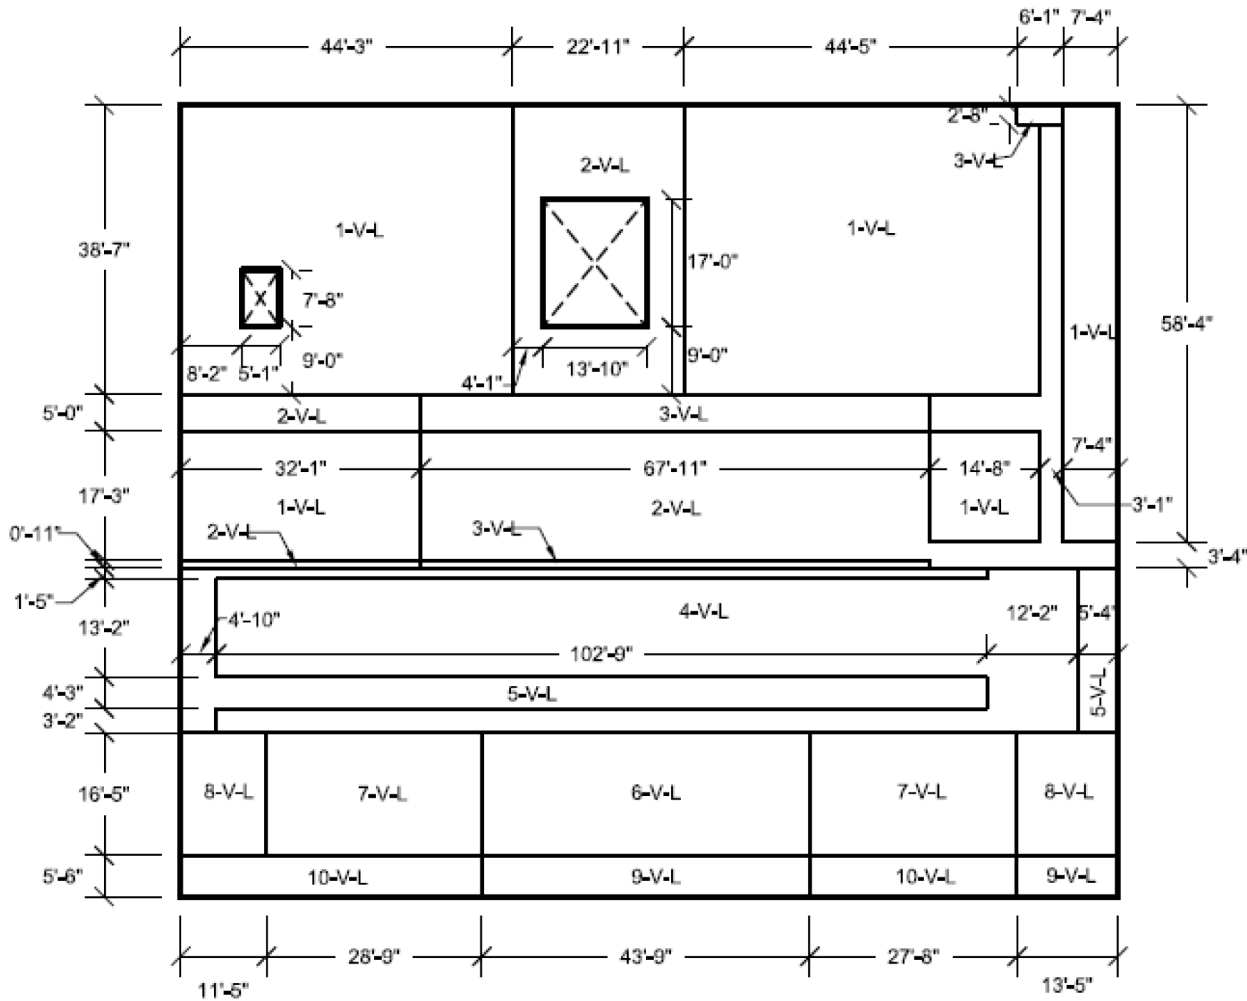 6'-1" 7'-4"
44'-3" 22'-11" 44'-5"
2'-8"
3-V-L
2-V-L
1-V-L 1-V-L
38'-7"
17'-0"
7'-8"
58'-4"
1-V-L
9'-0" 9'-0"
8'-2" 5'-1" 4'-1" 13'-10"
5'-0" 2-V-L 3-V-L
7'-4"
32'-1" 67'-11" 14'-8"
17'-3"
1-V-L 2-V-L 1-V-L 3'-1"
0'-11" 2-V-L 3-V-L
3'-4"
1'-5"
4'-10" 4-V-L 12'-2" 5'-4"
13'-2"
102'-9"
4'-3" 5-V-L 5-V-L
3'-2"
16'-5" 8-V-L 7-V-L 6-V-L 7-V-L 8-V-L
5'-6" 10-V-L 9-V-L 10-V-L 9-V-L
28'-9" 43'-9" 27'-8"
11'-5" 13'-5"